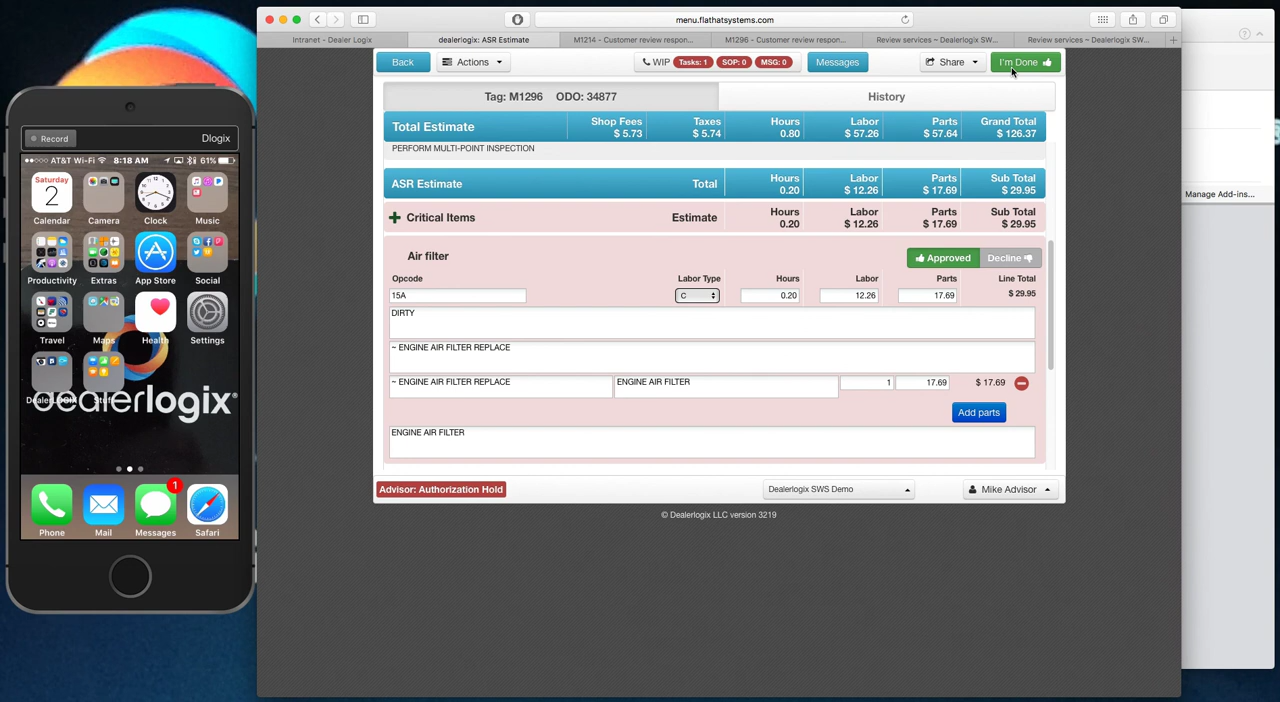 menu.flathatsystems.com
Intranet - Dealer Logix
dealerlogix: ASR Estimate
M1214 - Customer review respon...
M1296 - Customer review respon...
Review services ~ Dealerlogix SW...
Review services ~ Dealerlogix SW...
Back
Actions
WIP Tasks: 1 SOP: 0 MSG: 0
Messages
Share
I'm Done
Tag: M1296 ODO: 34877
History
Total Estimate
Shop Fees
$ 5.73
Taxes
$ 5.74
Hours
0.80
Labor
$ 57.26
Parts
$ 57.64
Grand Total
$ 126.37
PERFORM MULTI-POINT INSPECTION
ASR Estimate
Total
Hours
0.20
Labor
$ 12.26
Parts
$ 17.69
Sub Total
$ 29.95
Critical Items
Estimate
Hours
0.20
Labor
$ 12.26
Parts
$ 17.69
Sub Total
$ 29.95
Air filter
Approved
Decline
Opcode
Labor Type
Hours
Labor
Parts
Line Total
15A
C
0.20
12.26
17.69
$ 29.95
DIRTY
~ ENGINE AIR FILTER REPLACE
~ ENGINE AIR FILTER REPLACE
ENGINE AIR FILTER
1
17.69
$ 17.69
Add parts
ENGINE AIR FILTER
Advisor: Authorization Hold
Dealerlogix SWS Demo
Mike Advisor
© Dealerlogix LLC version 3219
Manage Add-ins...
Record
Dlogix
AT&T Wi-Fi
8:18 AM
61%
Saturday
2
Calendar
Camera
Clock
Music
Productivity
Extras
App Store
Social
Travel
Maps
Health
Settings
DealerLOGIX
Stuff
dealerlogix®
1
Phone
Mail
Messages
Safari